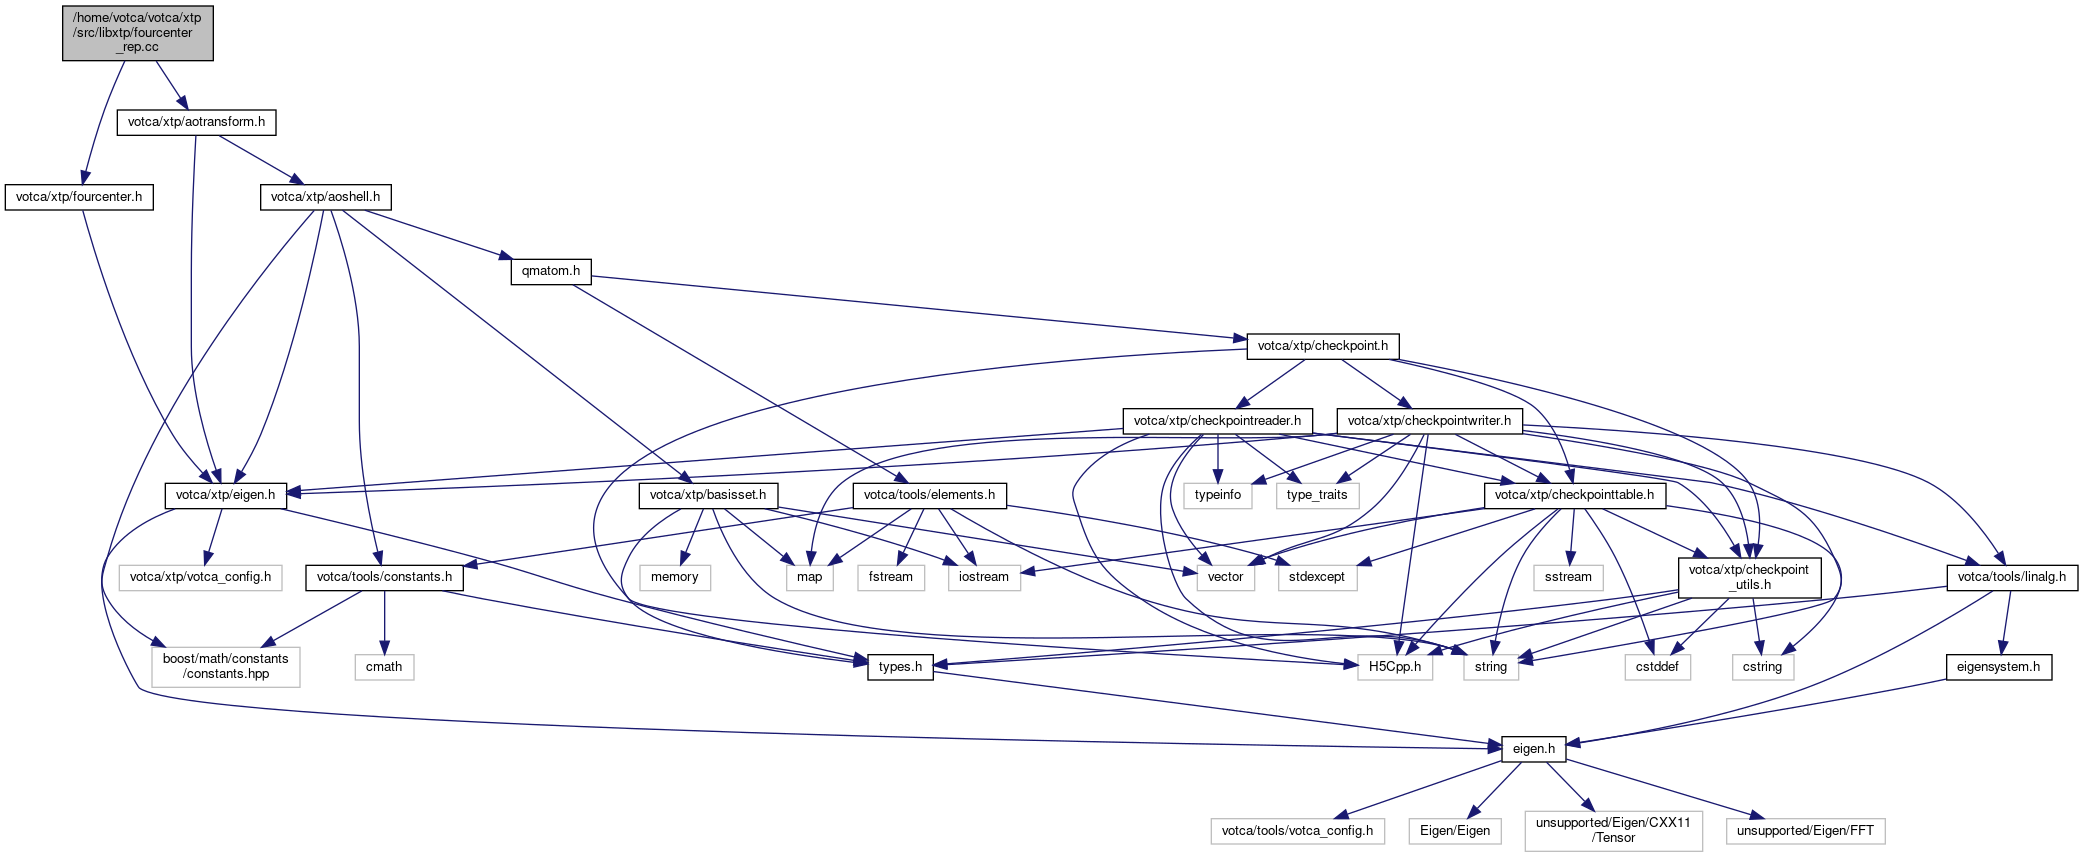 /home/votca/votca/xtp
/src/libxtp/fourcenter
_rep.cc
votca/xtp/aotransform.h
votca/xtp/fourcenter.h
votca/xtp/aoshell.h
qmatom.h
votca/xtp/checkpoint.h
votca/xtp/checkpointreader.h
votca/xtp/checkpointwriter.h
votca/xtp/eigen.h
votca/xtp/basisset.h
votca/tools/elements.h
typeinfo
type_traits
votca/xtp/checkpointtable.h
votca/xtp/votca_config.h
votca/tools/constants.h
memory
map
fstream
iostream
vector
stdexcept
sstream
votca/xtp/checkpoint
_utils.h
votca/tools/linalg.h
boost/math/constants
/constants.hpp
cmath
types.h
H5Cpp.h
string
cstddef
cstring
eigensystem.h
eigen.h
votca/tools/votca_config.h
Eigen/Eigen
unsupported/Eigen/CXX11
/Tensor
unsupported/Eigen/FFT